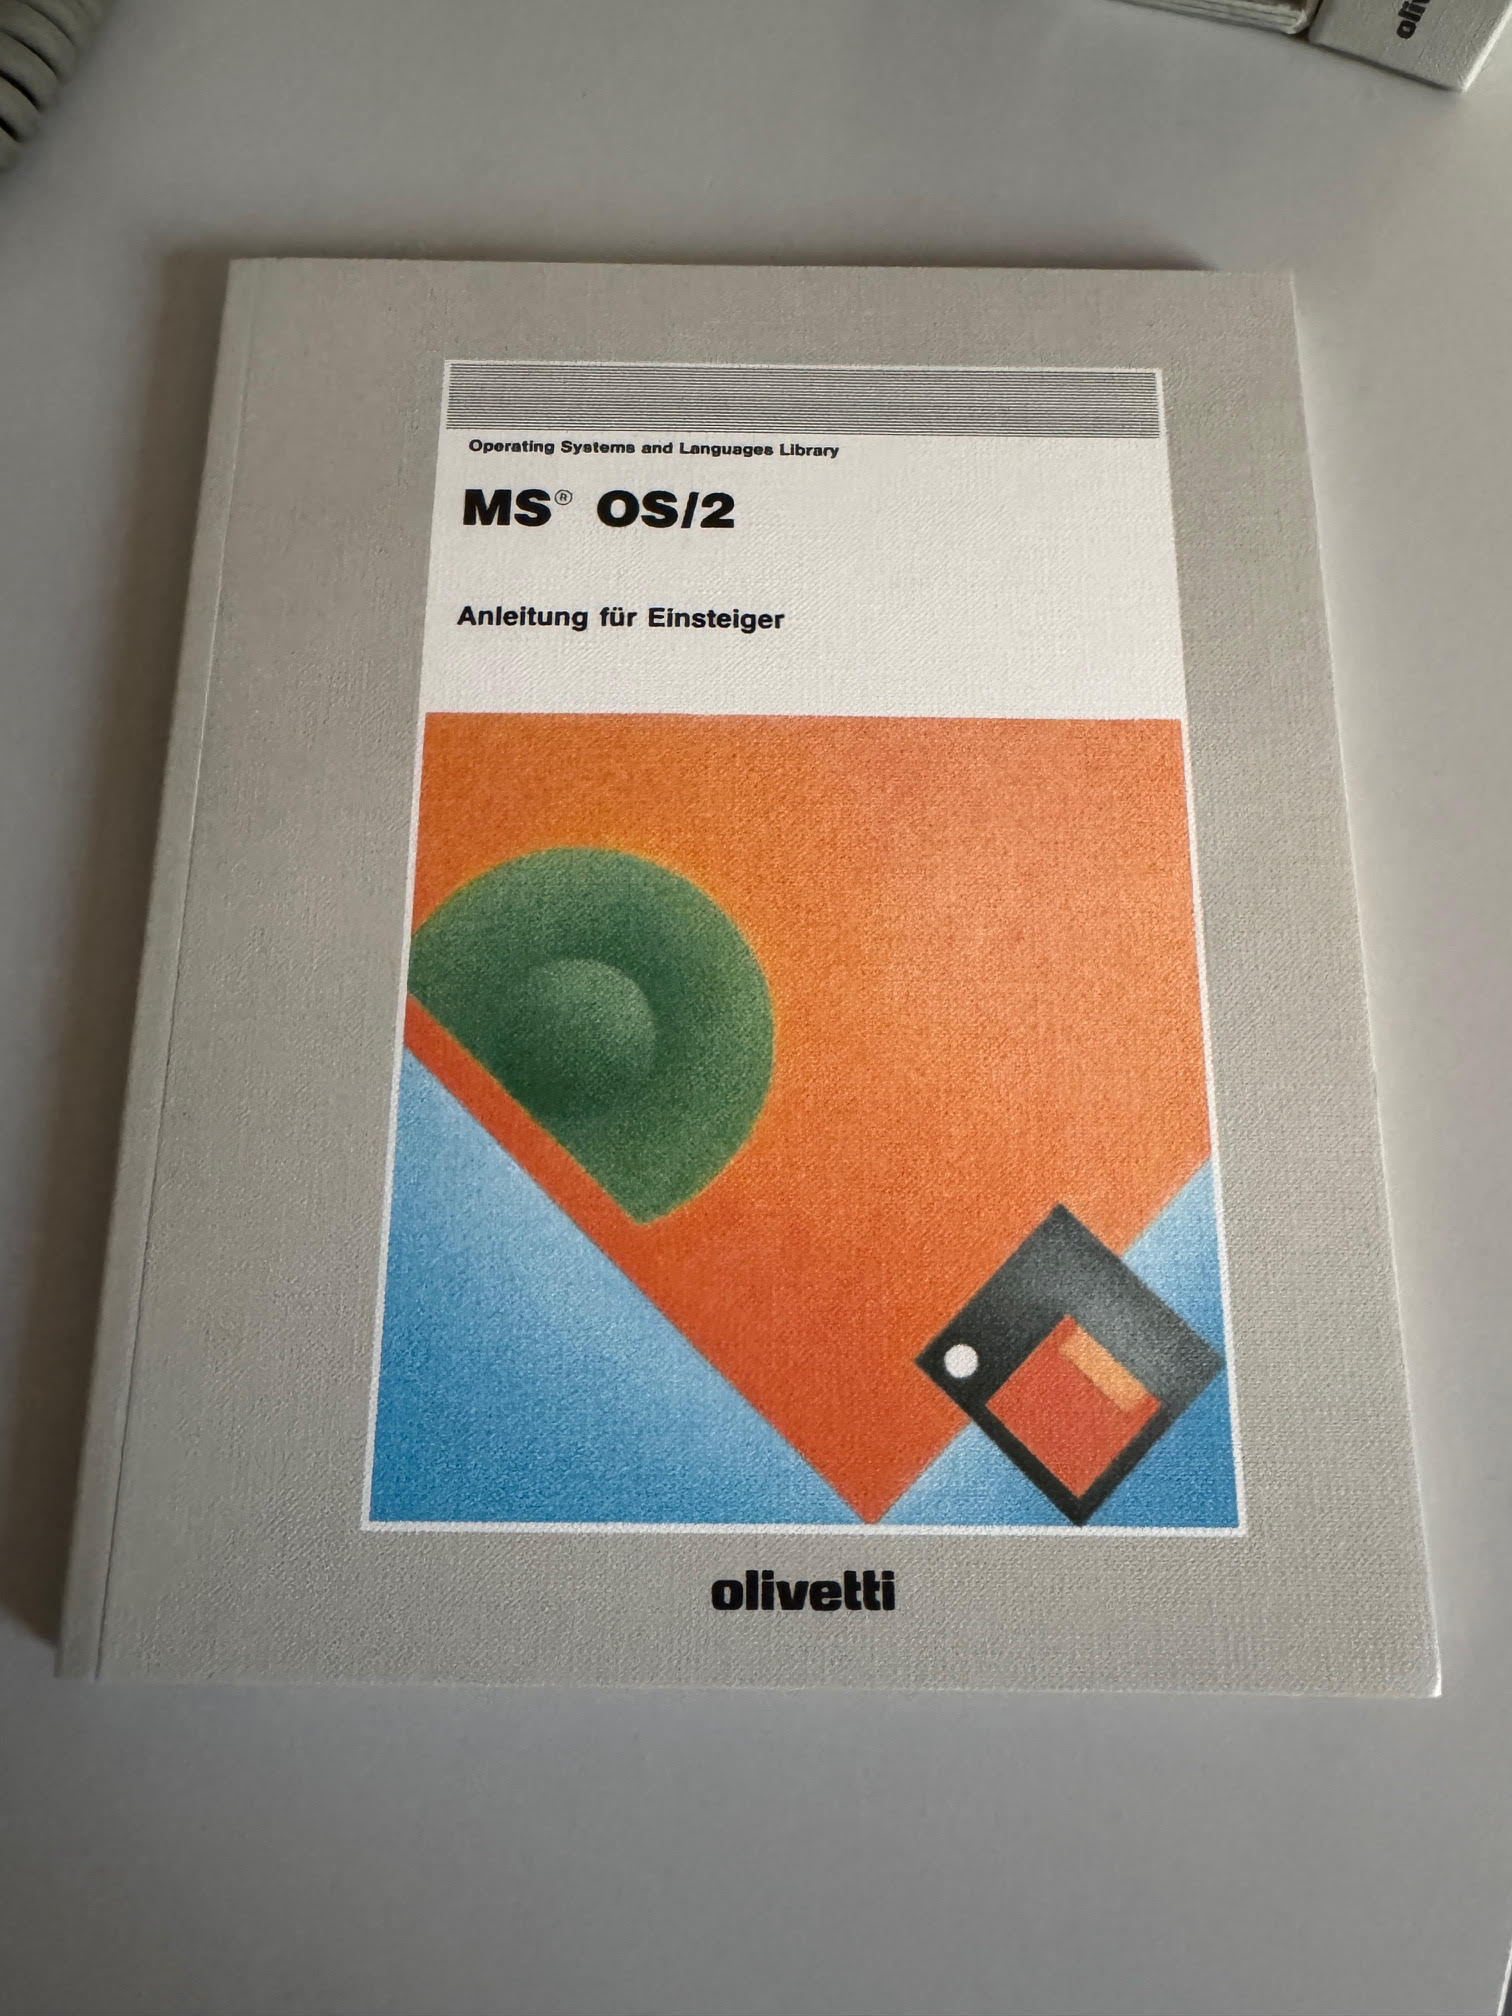 Operating Systems and Languages Library
MS® OS/2
Anleitung für Einsteiger
olivetti